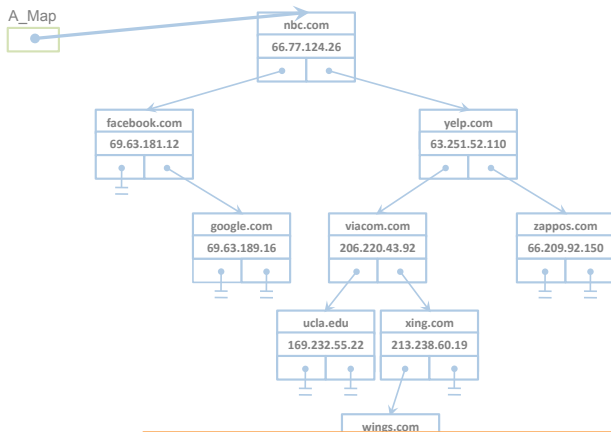 A_Map
nbc.com
66.77.124.26
facebook.com
69.63.181.12
yelp.com
63.251.52.110
google.com
69.63.189.16
viacom.com
206.220.43.92
zappos.com
66.209.92.150
ucla.edu
169.232.55.22
xing.com
213.238.60.19
wings.com